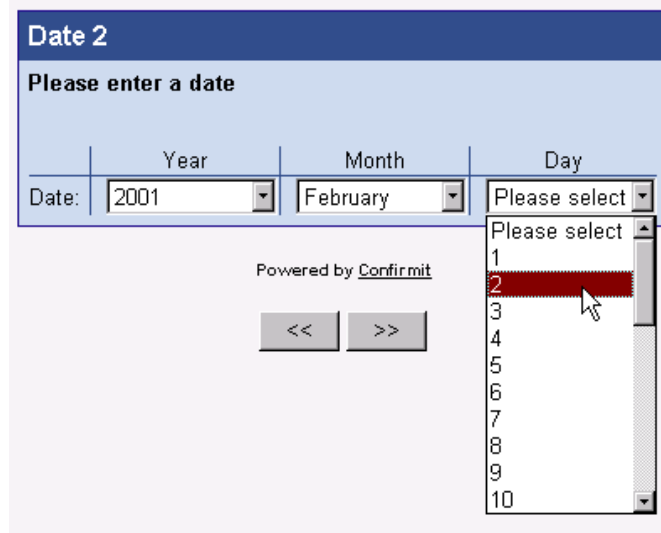 Date 2
Please enter a date
Year Month Day
Date: 2001 February Please select
Please select
1
2
3
4
5
6
7
8
9
10
Powered by Confirmit
<< >>